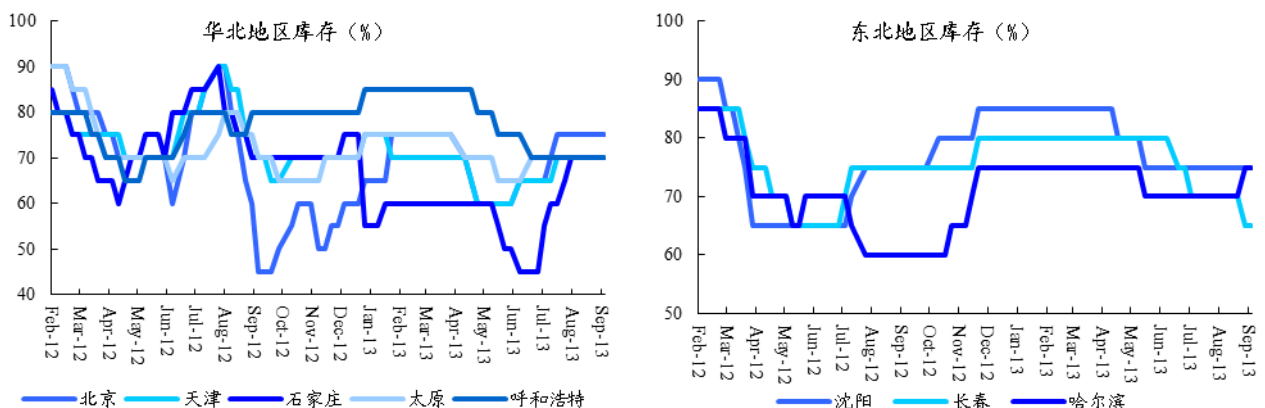 华北地区库存（%）
100
90
80
70
60
50
40
Feb-12
Mar-12
Apr-12
May-12
Jun-12
Jul-12
Aug-12
Sep-12
Oct-12
Nov-12
Dec-12
Jan-13
Feb-13
Mar-13
Apr-13
May-13
Jun-13
Jul-13
Aug-13
Sep-13
北京 天津 石家庄 太原 呼和浩特
东北地区库存（%）
100
90
80
70
60
50
Feb-12
Mar-12
Apr-12
May-12
Jun-12
Jul-12
Aug-12
Sep-12
Oct-12
Nov-12
Dec-12
Jan-13
Feb-13
Mar-13
Apr-13
May-13
Jun-13
Jul-13
Aug-13
Sep-13
沈阳 长春 哈尔滨